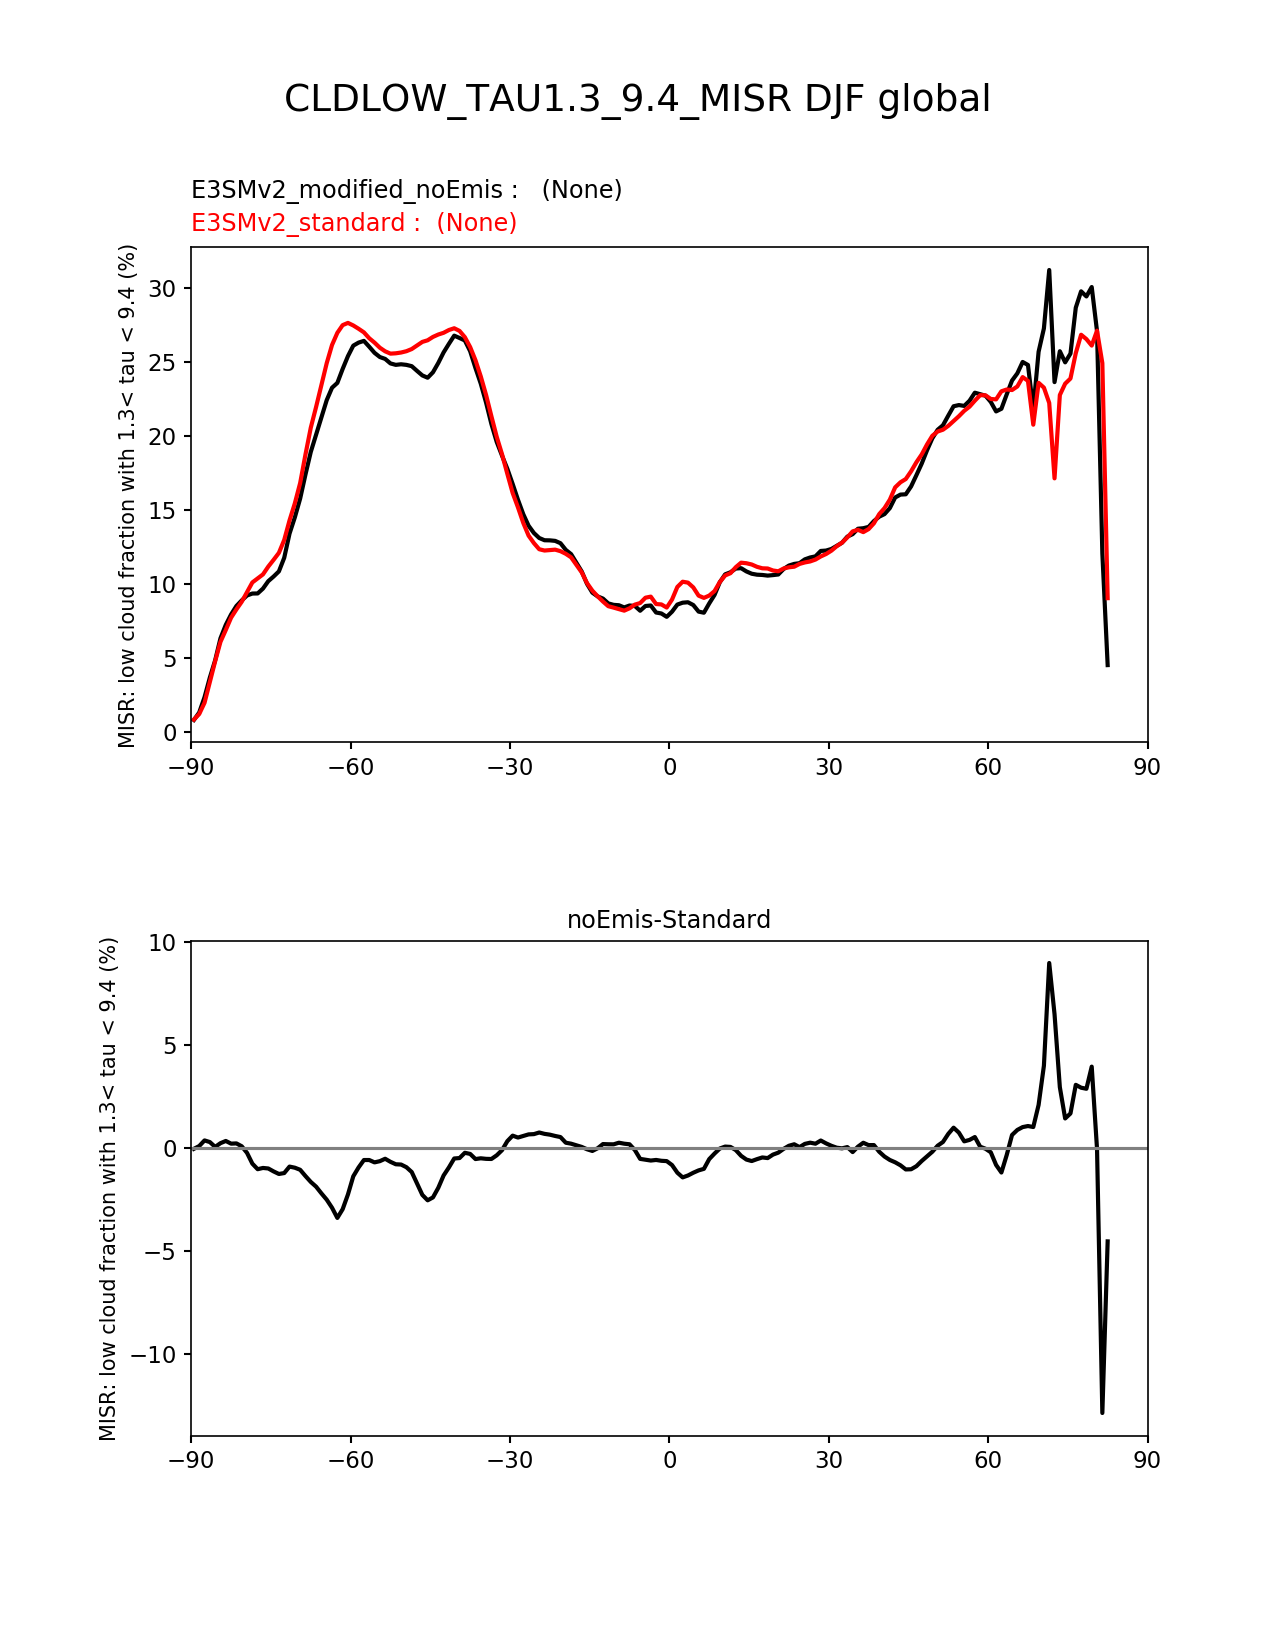 CLDLOW_TAU1.3_9.4_MISR DJF global
E3SMv2_modified_noEmis :   (None)
E3SMv2_standard :  (None)
MISR: low cloud fraction with 1.3< tau < 9.4 (%)
30
25
20
15
10
5
0
−90 −60 −30 0 30 60 90
noEmis-Standard
MISR: low cloud fraction with 1.3< tau < 9.4 (%)
10
5
0
−5
−10
−90 −60 −30 0 30 60 90